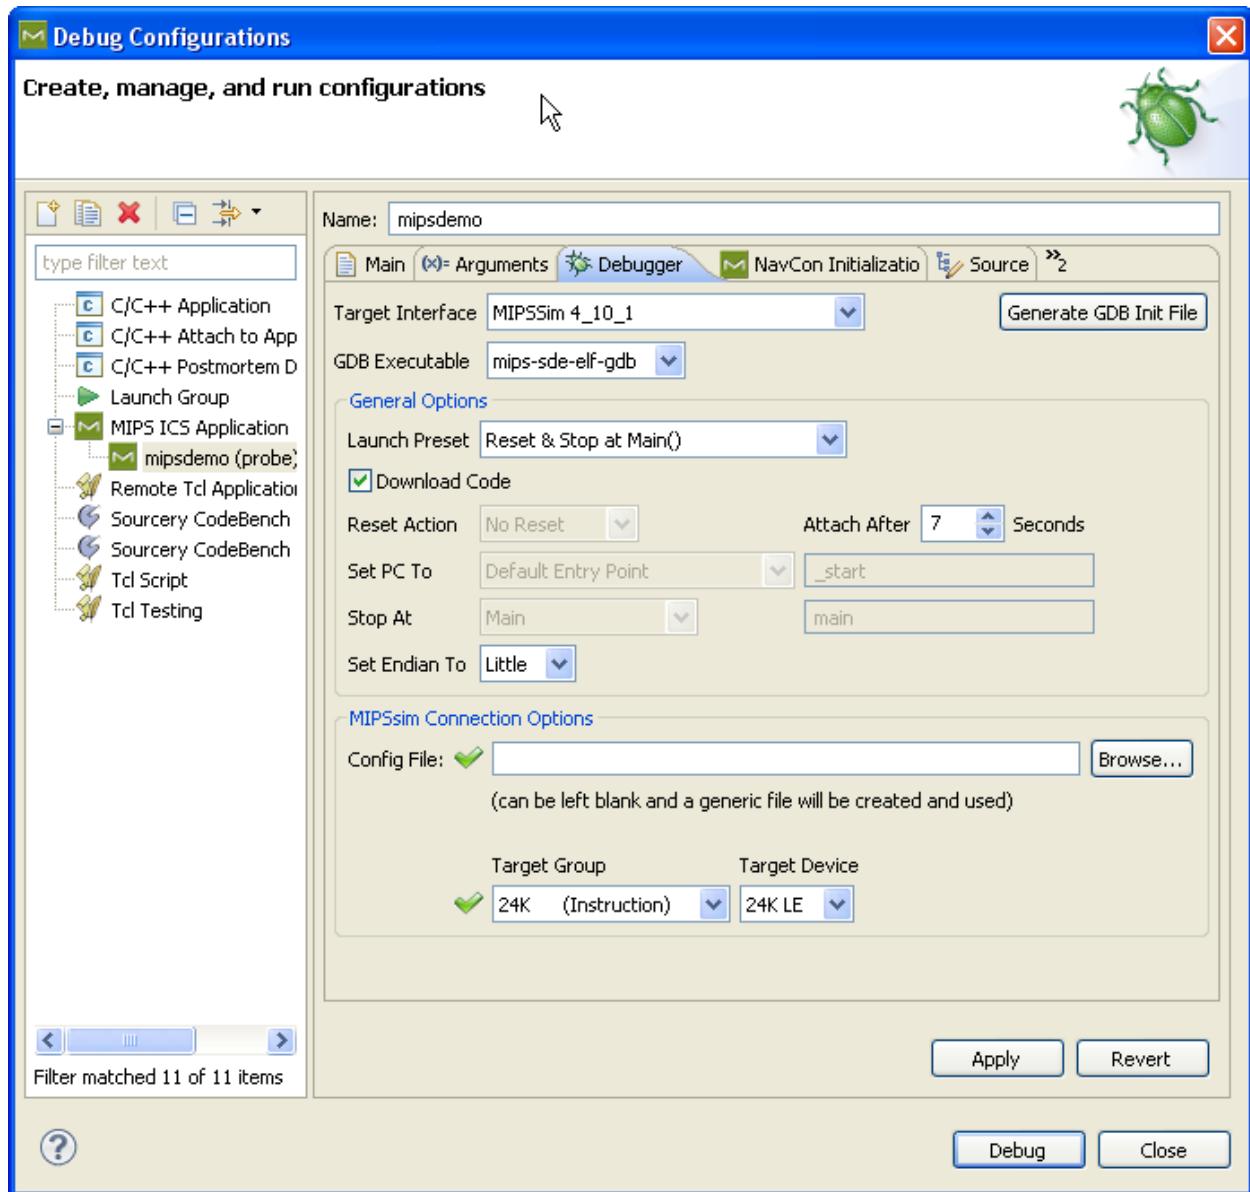 Debug Configurations
Create, manage, and run configurations
type filter text
C/C++ Application
C/C++ Attach to App
C/C++ Postmortem D
Launch Group
MIPS ICS Application
mipsdemo (probe)
Remote Tcl Application
Sourcery CodeBench
Sourcery CodeBench
Tcl Script
Tcl Testing
Filter matched 11 of 11 items
Name: mipsdemo
Main (x)= Arguments Debugger NavCon Initializatio Source »2
Target Interface MIPSSim 4_10_1 Generate GDB Init File
GDB Executable mips-sde-elf-gdb
General Options
Launch Preset Reset & Stop at Main()
Download Code
Reset Action No Reset Attach After 7 Seconds
Set PC To Default Entry Point _start
Stop At Main main
Set Endian To Little
MIPSsim Connection Options
Config File: Browse...
(can be left blank and a generic file will be created and used)
Target Group Target Device
24K (Instruction) 24K LE
Apply Revert
Debug Close